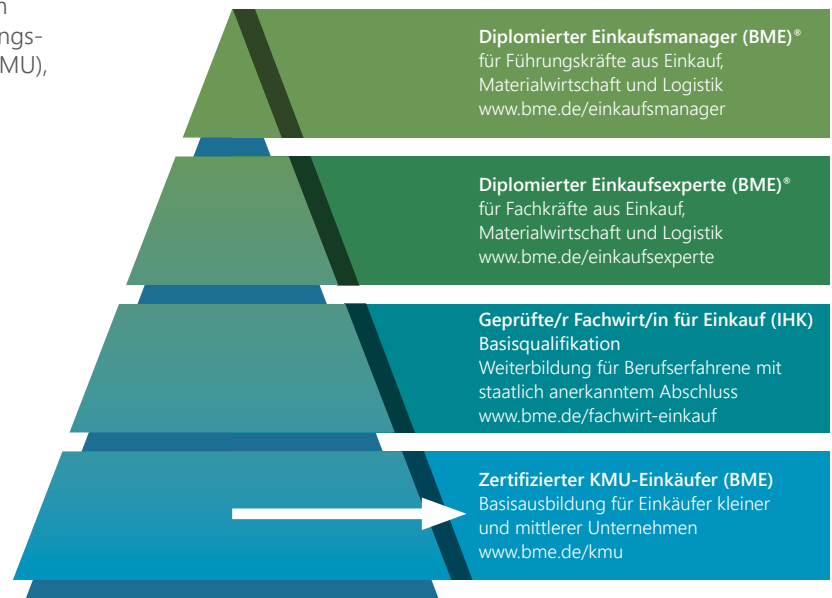 n
ngs-
MU),
Diplomierter Einkaufsmanager (BME)®
für Führungskräfte aus Einkauf,
Materialwirtschaft und Logistik
www.bme.de/einkaufsmanager
Diplomierter Einkaufsexperte (BME)®
für Fachkräfte aus Einkauf,
Materialwirtschaft und Logistik
www.bme.de/einkaufsexperte
Geprüfte/r Fachwirt/in für Einkauf (IHK)
Basisqualifikation
Weiterbildung für Berufserfahrene mit
staatlich anerkanntem Abschluss
www.bme.de/fachwirt-einkauf
Zertifizierter KMU-Einkäufer (BME)
Basisausbildung für Einkäufer kleiner
und mittlerer Unternehmen
www.bme.de/kmu